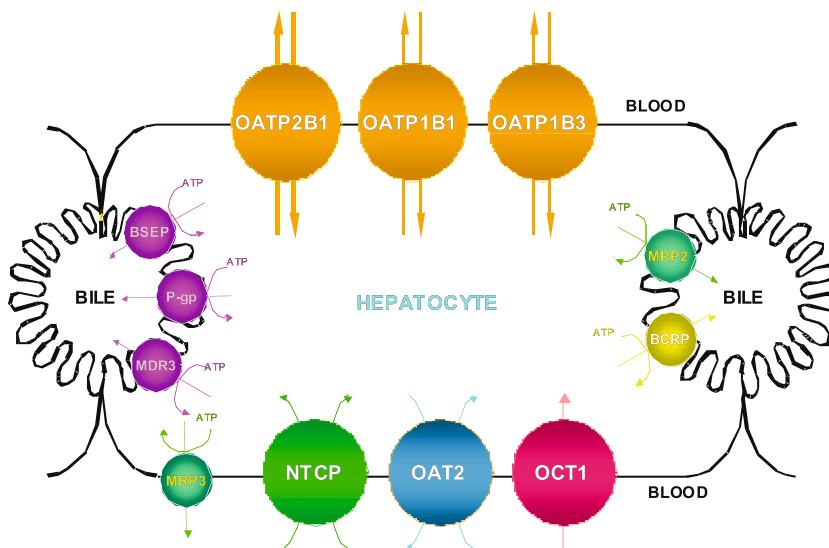 BLOOD
OATP2B1
OATP1B1
OATP1B3
ATP
BSEP
ATP
MRP2
ATP
BILE
P-gp
HEPATOCYTE
BILE
ATP
BCRP
MDR3
ATP
ATP
MRP3
NTCP
OAT2
OCT1
BLOOD